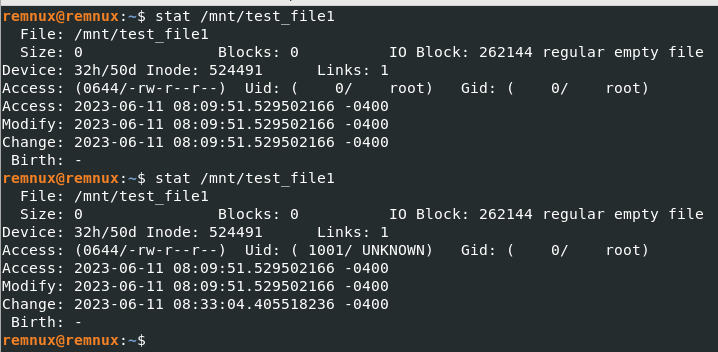 remnux@remnux:~$ stat /mnt/test_file1
  File: /mnt/test_file1
  Size: 0               Blocks: 0          IO Block: 262144 regular empty file
Device: 32h/50d Inode: 524491      Links: 1
Access: (0644/-rw-r--r--)  Uid: (    0/    root)   Gid: (    0/    root)
Access: 2023-06-11 08:09:51.529502166 -0400
Modify: 2023-06-11 08:09:51.529502166 -0400
Change: 2023-06-11 08:09:51.529502166 -0400
 Birth: -
remnux@remnux:~$ stat /mnt/test_file1
  File: /mnt/test_file1
  Size: 0               Blocks: 0          IO Block: 262144 regular empty file
Device: 32h/50d Inode: 524491      Links: 1
Access: (0644/-rw-r--r--)  Uid: ( 1001/ UNKNOWN)   Gid: (    0/    root)
Access: 2023-06-11 08:09:51.529502166 -0400
Modify: 2023-06-11 08:09:51.529502166 -0400
Change: 2023-06-11 08:33:04.405518236 -0400
 Birth: -
remnux@remnux:~$